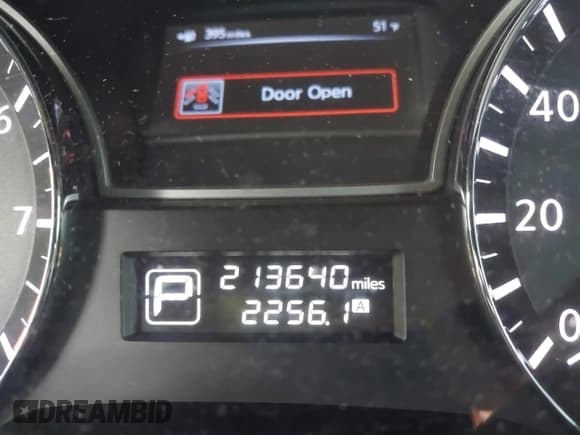 395 miles 51 °F
Door Open
6
7
40
20
0
P 213640 miles
2256.1 A
DREAMBID